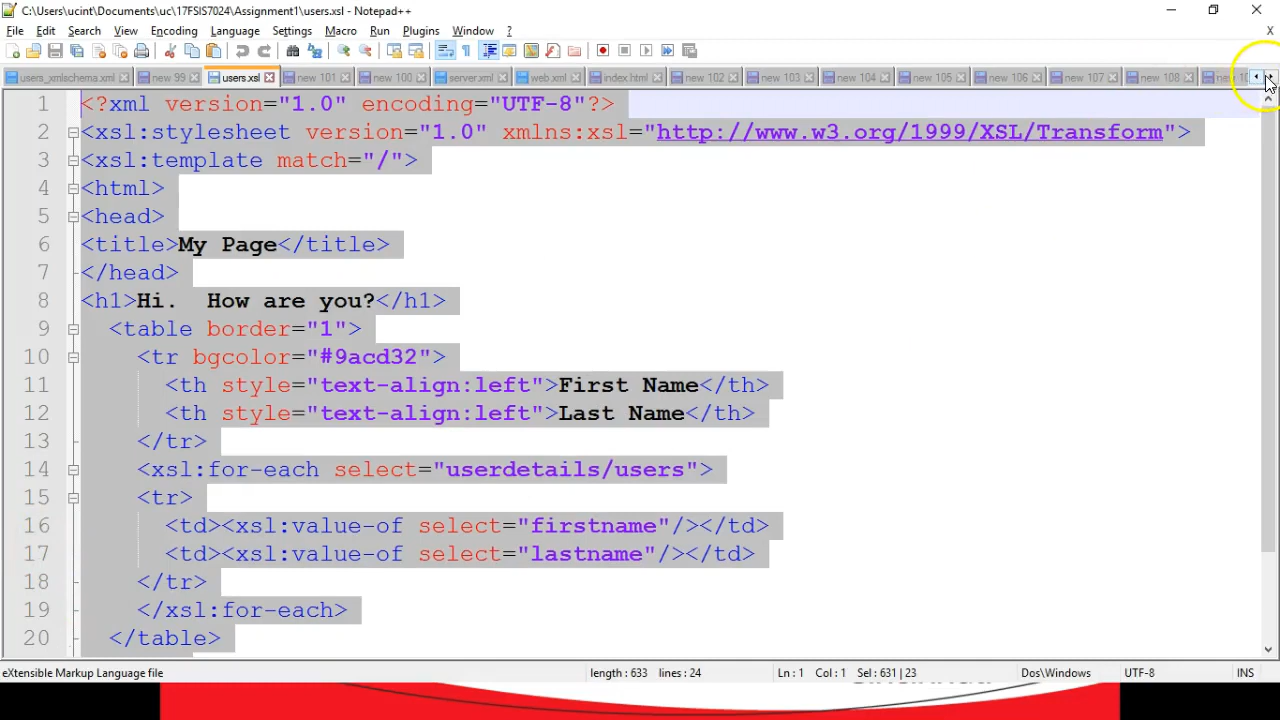 C:\Users\ucint\Documents\uc\17FSIS7024\Assignment1\users.xsl - Notepad++
File Edit Search View Encoding Language Settings Macro Run Plugins Window ?
X
users_xmlschema.xml new 99 users.xsl new 101 new 100 server.xml web.xml index.html new 102 new 103 new 104 new 105 new 106 new 107 new 108
1 <?xml version="1.0" encoding="UTF-8"?>
2 <xsl:stylesheet version="1.0" xmlns:xsl="http://www.w3.org/1999/XSL/Transform">
3 <xsl:template match="/">
4 <html>
5 <head>
6 <title>My Page</title>
7 </head>
8 <h1>Hi.  How are you?</h1>
9 <table border="1">
10 <tr bgcolor="#9acd32">
11 <th style="text-align:left">First Name</th>
12 <th style="text-align:left">Last Name</th>
13 </tr>
14 <xsl:for-each select="userdetails/users">
15 <tr>
16 <td><xsl:value-of select="firstname"/></td>
17 <td><xsl:value-of select="lastname"/></td>
18 </tr>
19 </xsl:for-each>
20 </table>
eXtensible Markup Language file length : 633 lines : 24 Ln : 1 Col : 1 Sel : 631 | 23 Dos\Windows UTF-8 INS